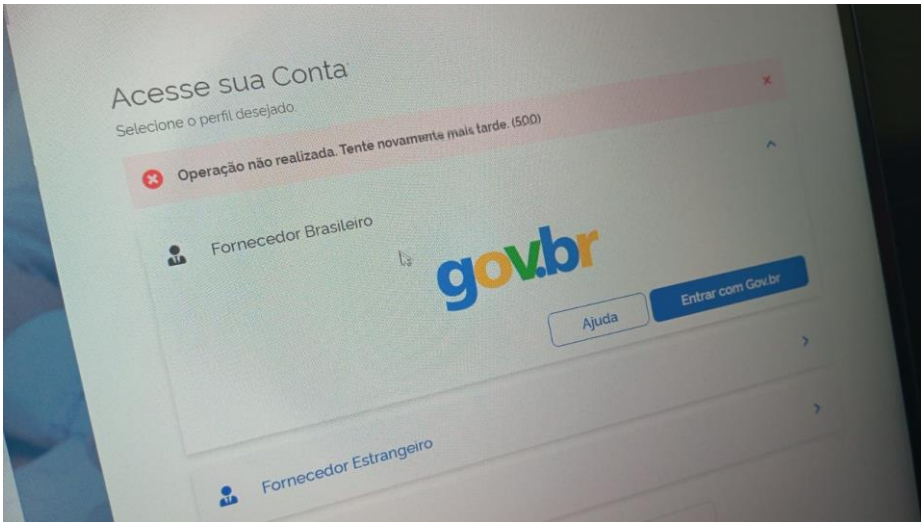 Acesse sua Conta
Selecione o perfil desejado.
Operação não realizada. Tente novamente mais tarde. (500)
Fornecedor Brasileiro
gov.br
Ajuda
Entrar com Gov.br
Fornecedor Estrangeiro